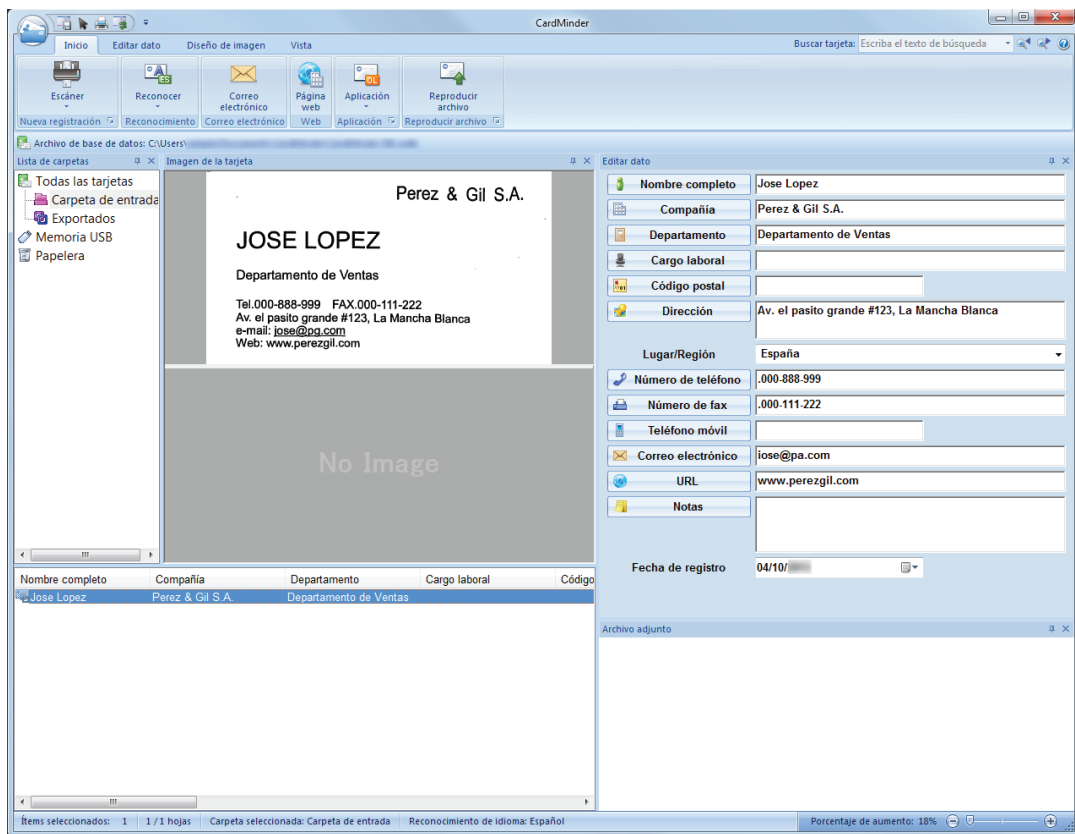 CardMinder
Inicio Editar dato Diseño de imagen Vista
Buscar tarjeta: Escriba el texto de búsqueda
ES
OL
Escáner
Reconocer
Correo electrónico
Página web
Aplicación
Reproducir archivo
Nueva registración Reconocimiento Correo electrónico Web Aplicación Reproducir archivo
Archivo de base de datos: C:\Users\
Lista de carpetas
Todas las tarjetas
Carpeta de entrada
Exportados
Memoria USB
Papelera
Imagen de la tarjeta
Perez & Gil S.A.
JOSE LOPEZ
Departamento de Ventas
Tel.000-888-999 FAX.000-111-222
Av. el pasito grande #123, La Mancha Blanca
e-mail: jose@pg.com
Web: www.perezgil.com
No Image
Editar dato
Nombre completo Jose Lopez
Compañía Perez & Gil S.A.
Departamento Departamento de Ventas
Cargo laboral
Código postal
Dirección Av. el pasito grande #123, La Mancha Blanca
Lugar/Región España
Número de teléfono .000-888-999
Número de fax .000-111-222
Teléfono móvil
Correo electrónico iose@pa.com
URL www.perezgil.com
Notas
Fecha de registro 04/10/
Nombre completo Compañía Departamento Cargo laboral Código
Jose Lopez Perez & Gil S.A. Departamento de Ventas
Archivo adjunto
Ítems seleccionados: 1 1 / 1 hojas Carpeta seleccionada: Carpeta de entrada Reconocimiento de idioma: Español Porcentaje de aumento: 18%